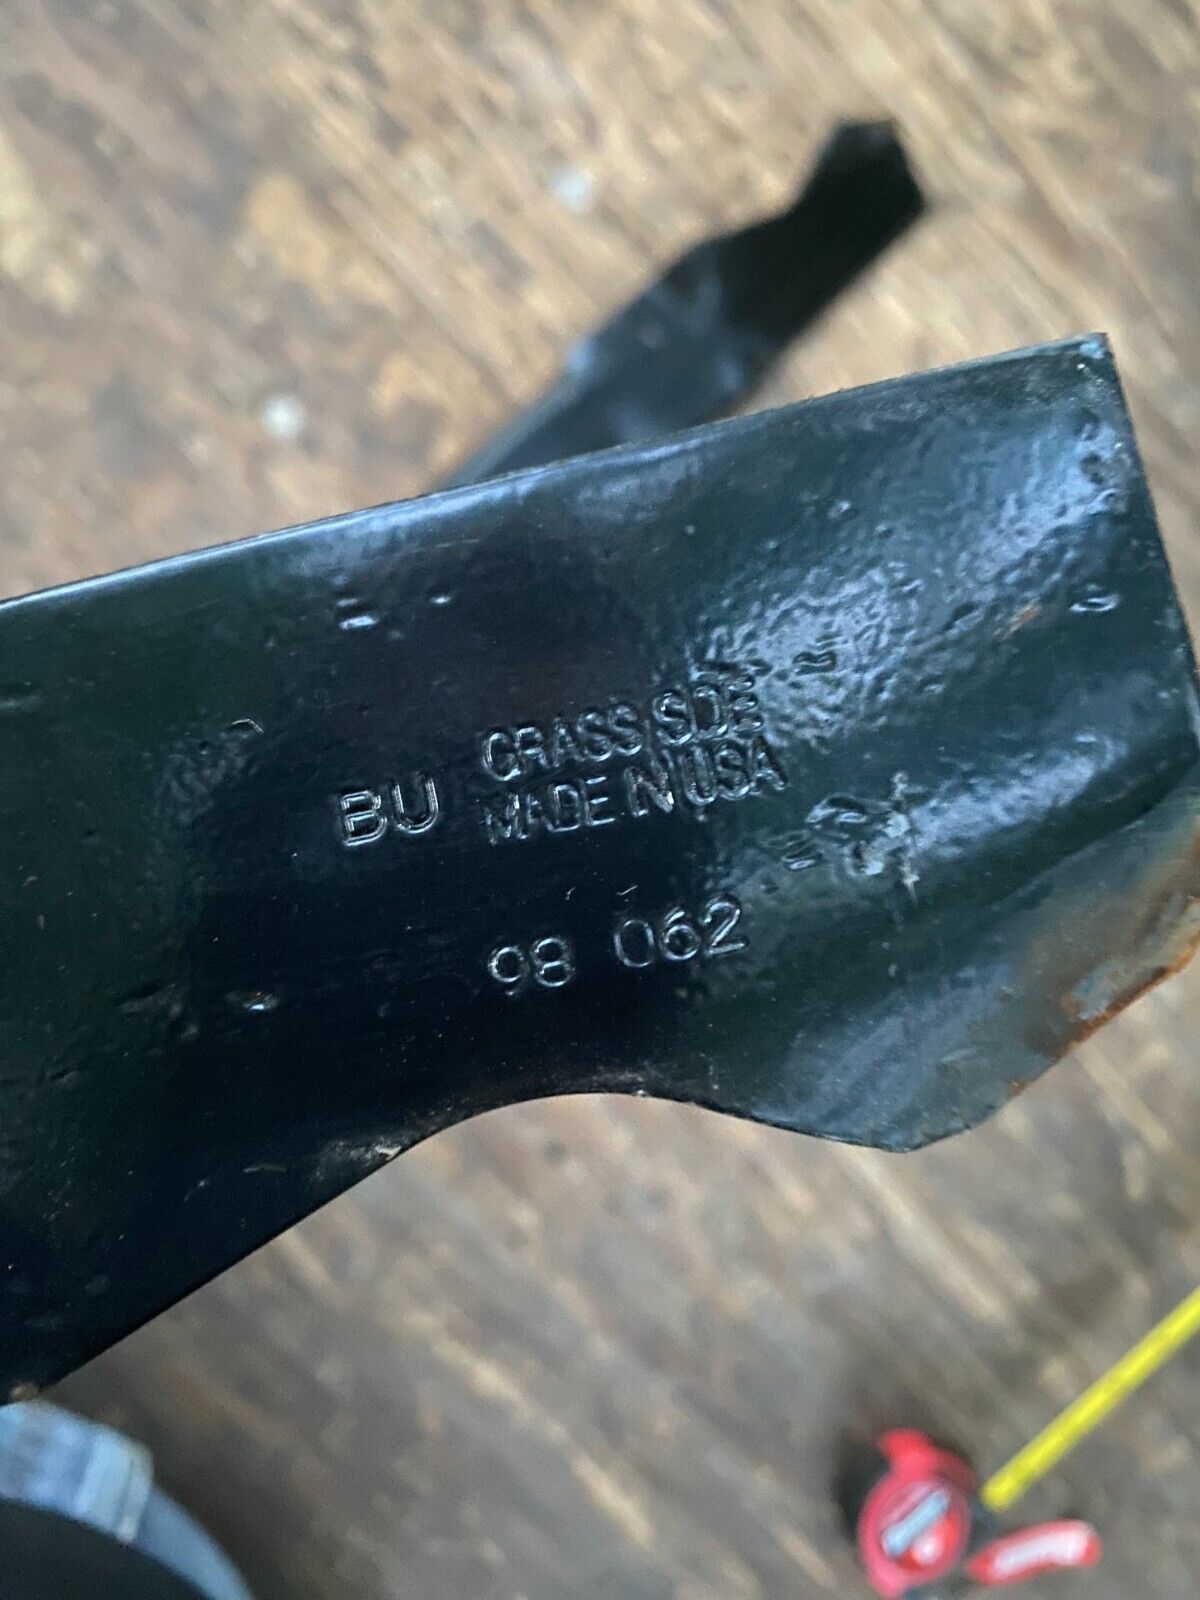 BU GRASS SIDE
MADE IN USA
98 062